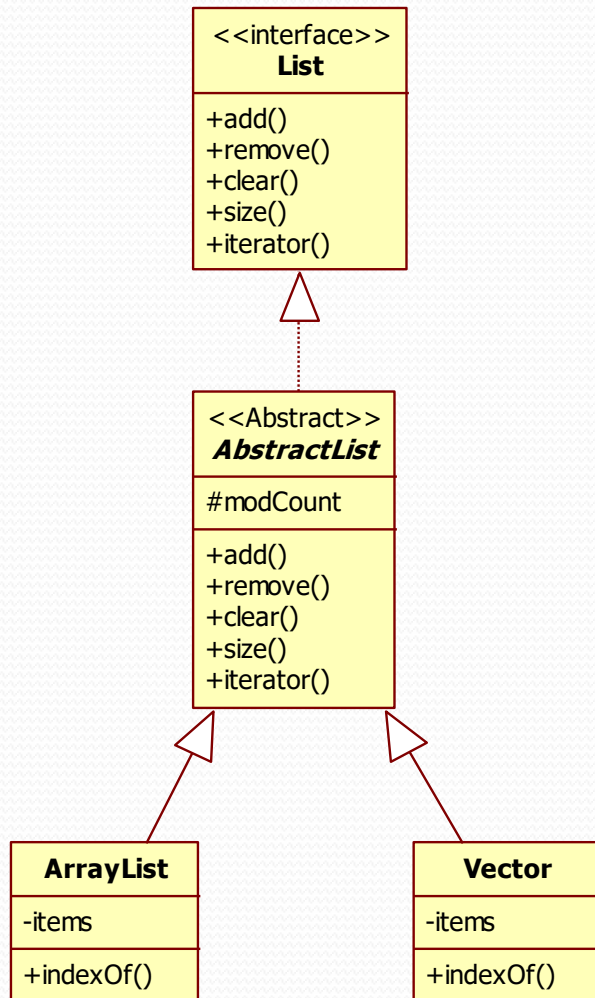 <<interface>>
List
+add()
+remove()
+clear()
+size()
+iterator()
<<Abstract>>
AbstractList
#modCount
+add()
+remove()
+clear()
+size()
+iterator()
ArrayList
-items
+indexOf()
Vector
-items
+indexOf()